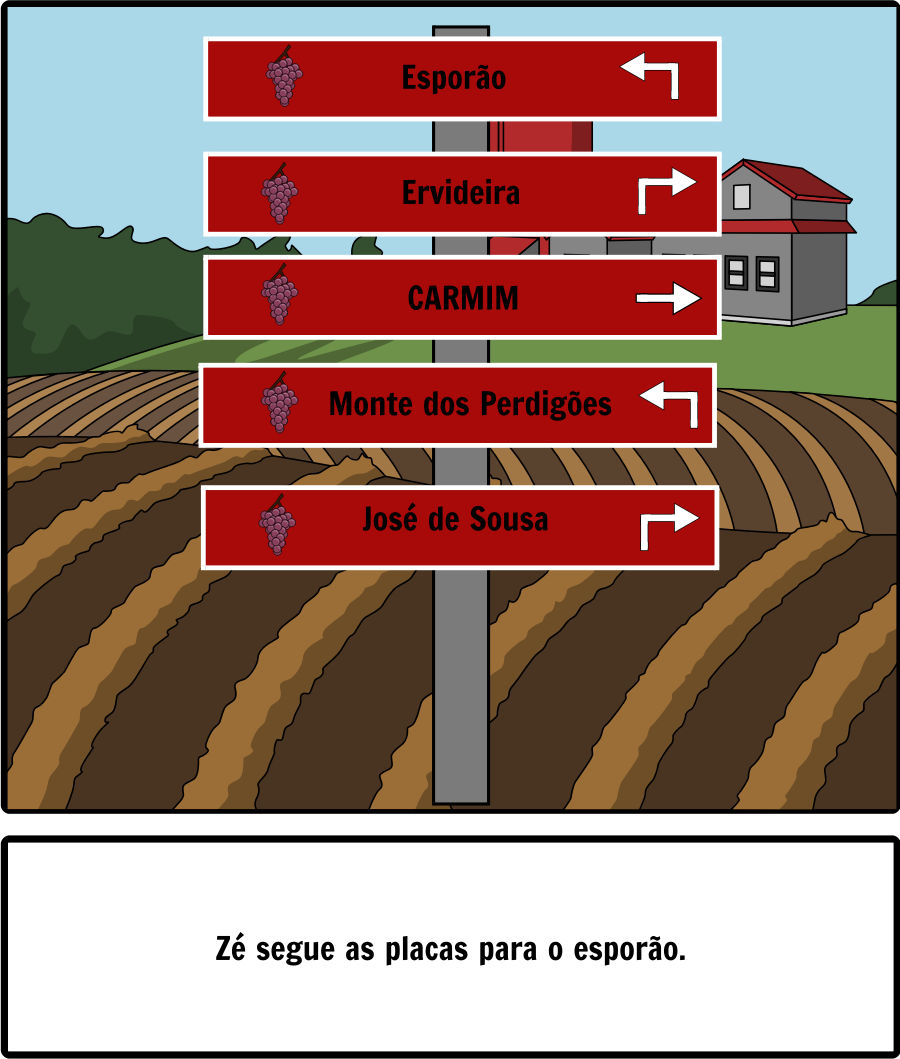 Esporão
Ervideira
CARMIM
Monte dos Perdigões
José de Sousa
Zé segue as placas para o esporão.